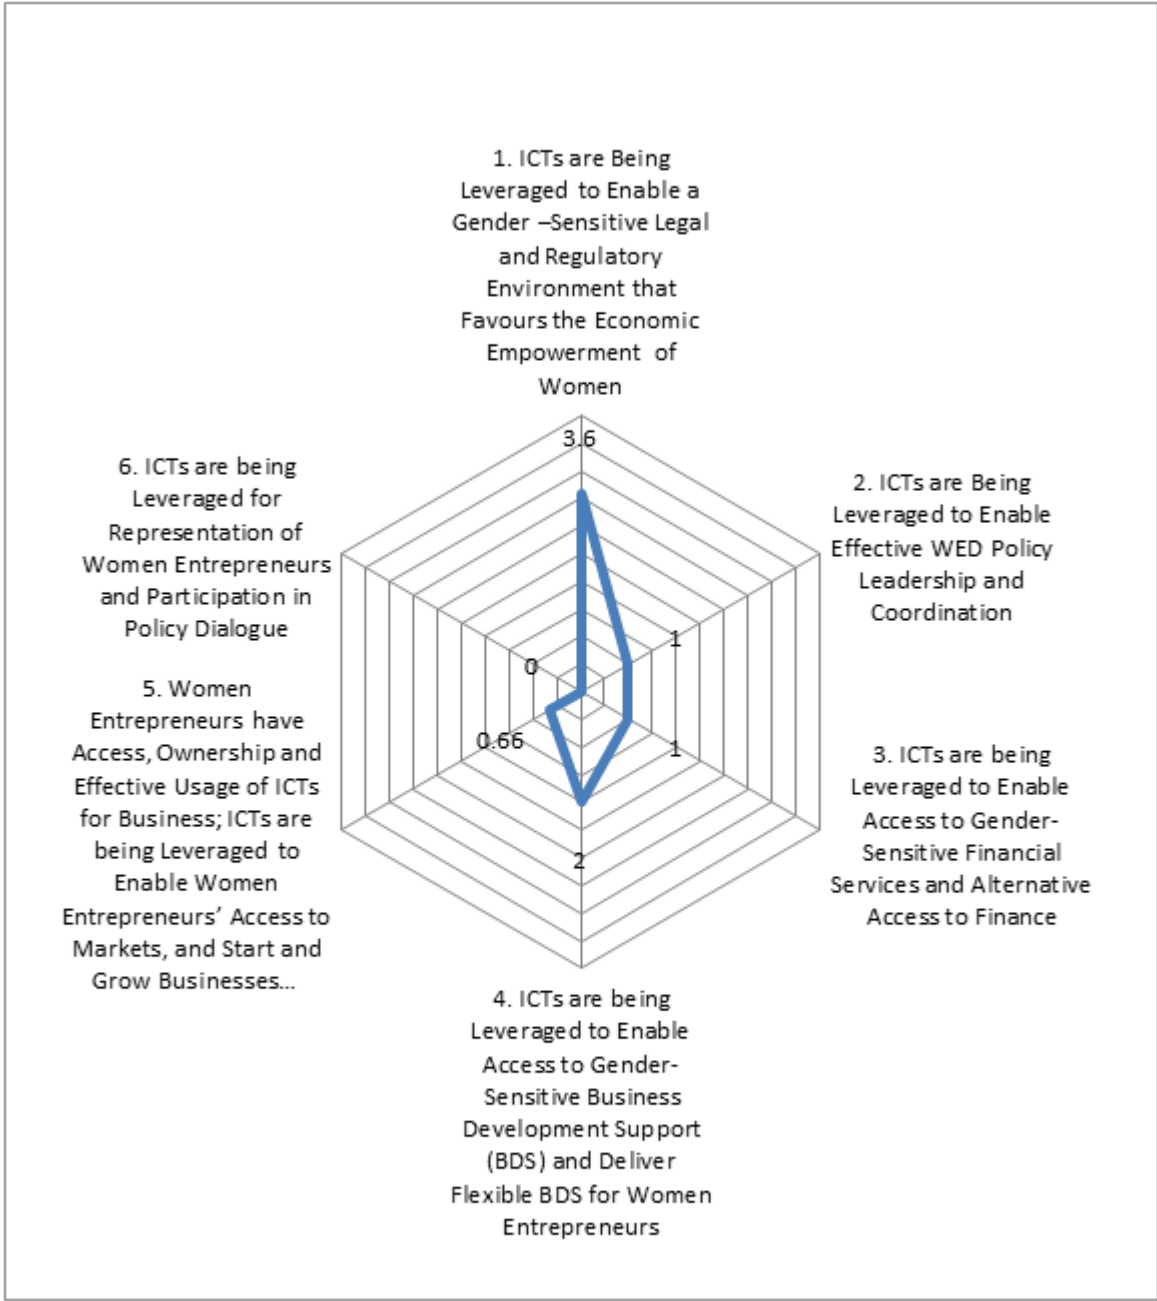 1. ICTs are Being
Leveraged to Enable a
Gender –Sensitive Legal
and Regulatory
Environment that
Favours the Economic
Empowerment of
Women
3.6
2. ICTs are Being
Leveraged to Enable
Effective WED Policy
Leadership and
Coordination
1
3. ICTs are being
Leveraged to Enable
Access to Gender-
Sensitive Financial
Services and Alternative
Access to Finance
1
4. ICTs are being
Leveraged to Enable
Access to Gender-
Sensitive Business
Development Support
(BDS) and Deliver
Flexible BDS for Women
Entrepreneurs
2
5. Women
Entrepreneurs have
Access, Ownership and
Effective Usage of ICTs
for Business; ICTs are
being Leveraged to
Enable Women
Entrepreneurs’ Access to
Markets, and Start and
Grow Businesses...
0.66
6. ICTs are being
Leveraged for
Representation of
Women Entrepreneurs
and Participation in
Policy Dialogue
0